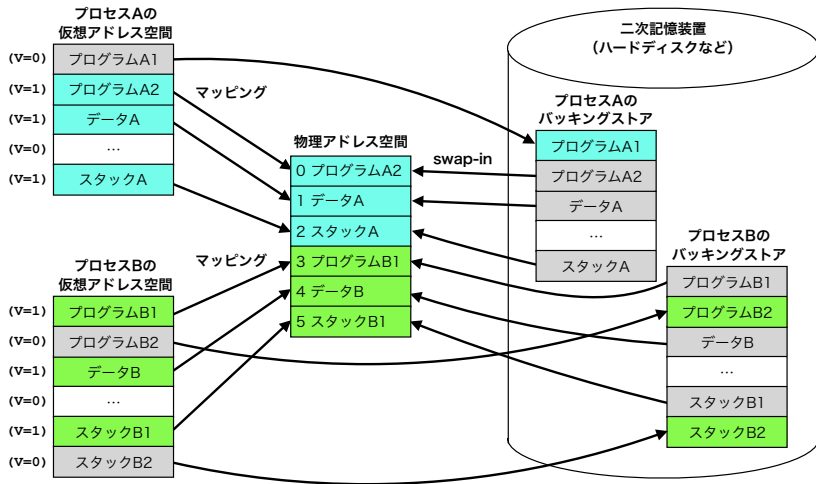 プロセスAの
仮想アドレス空間
(V=0) プログラムA1
(V=1) プログラムA2
(V=1) データA
(V=0) …
(V=1) スタックA
マッピング
プロセスBの
仮想アドレス空間
(V=1) プログラムB1
(V=0) プログラムB2
(V=1) データB
(V=0) …
(V=1) スタックB1
(V=0) スタックB2
マッピング
物理アドレス空間
0 プログラムA2
1 データA
2 スタックA
3 プログラムB1
4 データB
5 スタックB1
swap-in
二次記憶装置
(ハードディスクなど)
プロセスAの
バッキングストア
プログラムA1
プログラムA2
データA
…
スタックA
プロセスBの
バッキングストア
プログラムB1
プログラムB2
データB
…
スタックB1
スタックB2